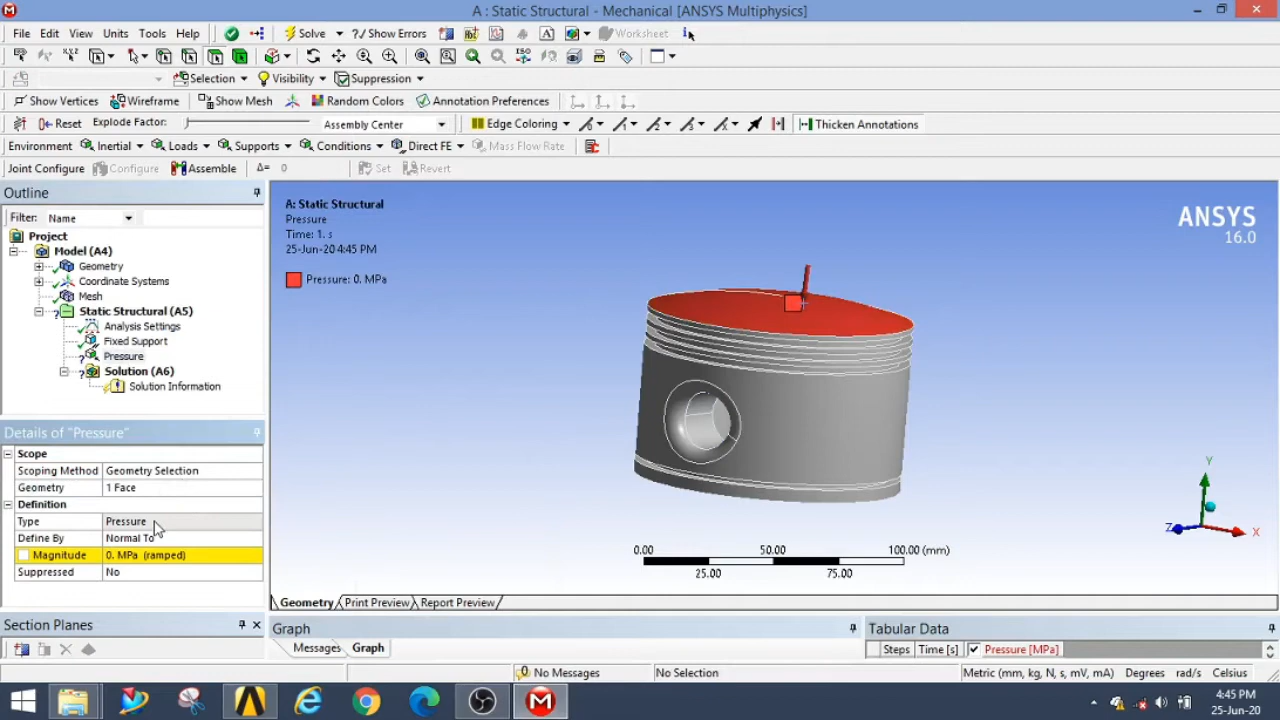 A : Static Structural - Mechanical [ANSYS Multiphysics]
File Edit View Units Tools Help Solve ?/ Show Errors Worksheet
Selection Visibility Suppression
Show Vertices Wireframe Show Mesh Random Colors Annotation Preferences
Reset Explode Factor: Assembly Center Edge Coloring Thicken Annotations
Environment Inertial Loads Supports Conditions Direct FE Mass Flow Rate
Joint Configure Configure Assemble Δ= 0 Set Revert
Outline
Filter: Name
Project
Model (A4)
Geometry
Coordinate Systems
Mesh
Static Structural (A5)
Analysis Settings
Fixed Support
Pressure
Solution (A6)
Solution Information
Details of "Pressure"
Scope
Scoping Method Geometry Selection
Geometry 1 Face
Definition
Type Pressure
Define By Normal To
Magnitude 0. MPa (ramped)
Suppressed No
Section Planes
A: Static Structural
Pressure
Time: 1. s
25-Jun-20 4:45 PM
Pressure: 0. MPa
ANSYS
16.0
0.00 50.00 100.00 (mm)
25.00 75.00
Y
Z X
Geometry Print Preview Report Preview
Graph
Messages Graph
Tabular Data
Steps Time [s] Pressure [MPa]
No Messages No Selection Metric (mm, kg, N, s, mV, mA) Degrees rad/s Celsius
4:45 PM
25-Jun-20